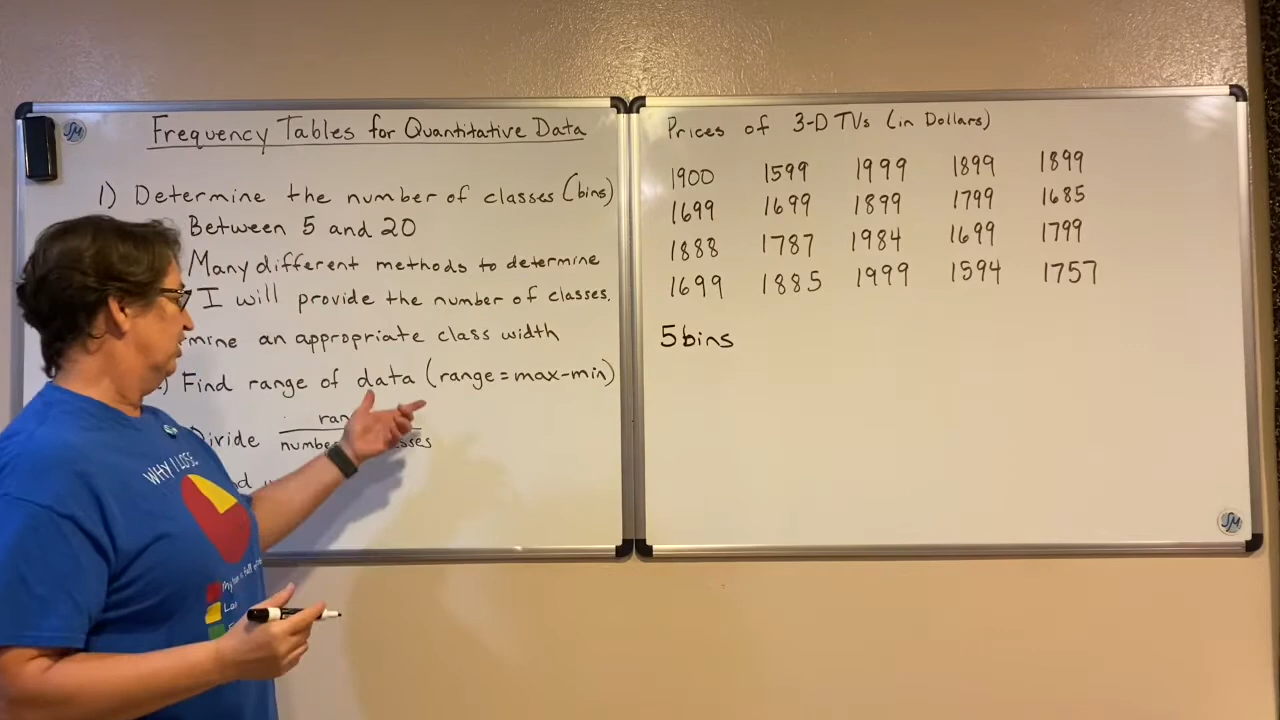 Frequency Tables for Quantitative Data
1) Determine the number of classes (bins)
Between 5 and 20
Many different methods to determine
I will provide the number of classes.
an appropriate class width
Find range of data (range = max-min)
number
Prices of 3-D TVs (in Dollars)
1900 1599 1999 1899 1899
1699 1699 1899 1799 1685
1888 1787 1984 1699 1799
1699 1885 1999 1594 1757
5 bins
WHY I LOSE
SM
SM